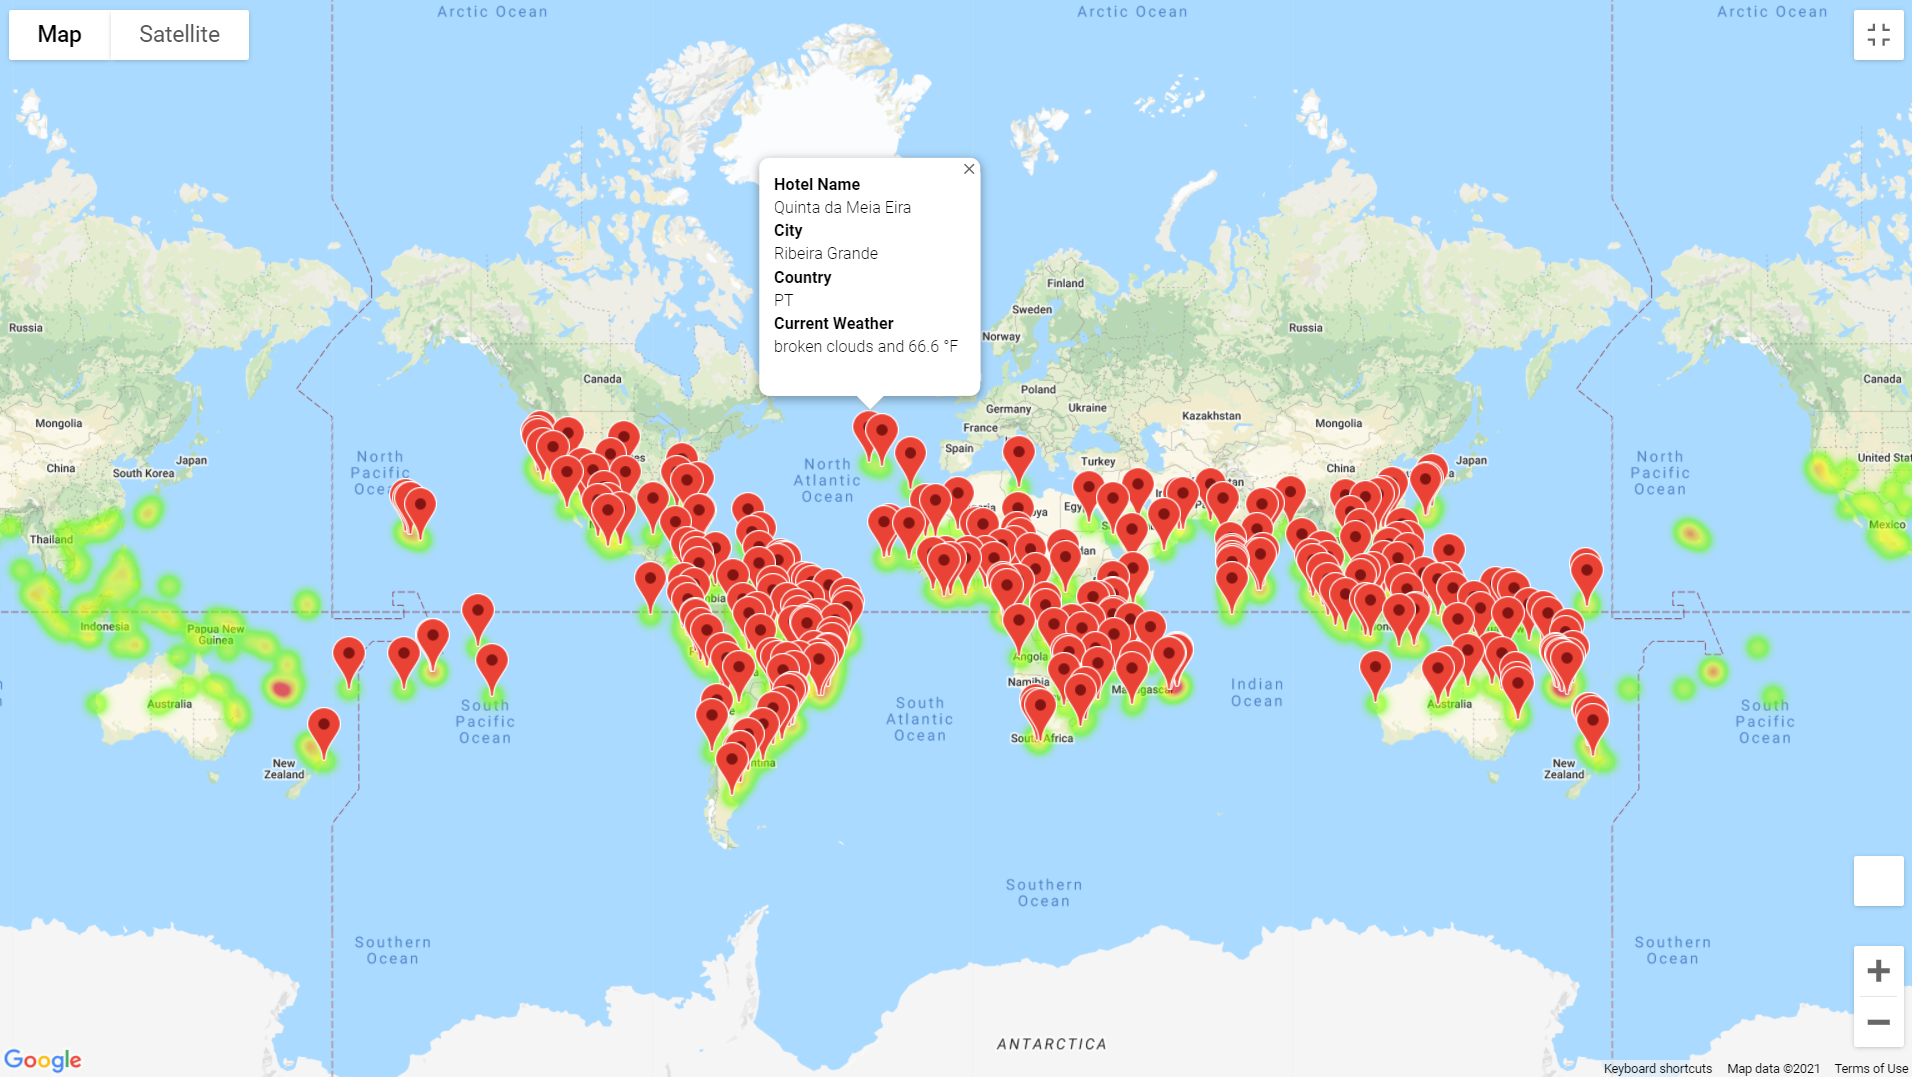 Map
Satellite
Arctic Ocean
Arctic Ocean
Arctic Ocean
Hotel Name
Quinta da Meia Eira
City
Ribeira Grande
Country
PT
Current Weather
broken clouds and 66.6 °F
Finland
Sweden
Norway
Russia
Russia
Canada
Canada
Poland
Germany
Ukraine
Kazakhstan
France
Mongolia
Mongolia
Spain
Turkey
China
China
Japan
Japan
South Korea
North
Pacific
North
Atlantic
Ocean
North
Pacific
Ocean
Mexico
Thailand
Indonesia
Papua New
Guinea
Angola
Namibia
Australia
Australia
South
Pacific
Ocean
South
Atlantic
Ocean
Indian
Ocean
South
Pacific
Ocean
New
Zealand
New
Zealand
Southern
Ocean
Southern
Ocean
Southern
Ocean
ANTARCTICA
Google
Keyboard shortcuts
Map data ©2021
Terms of Use